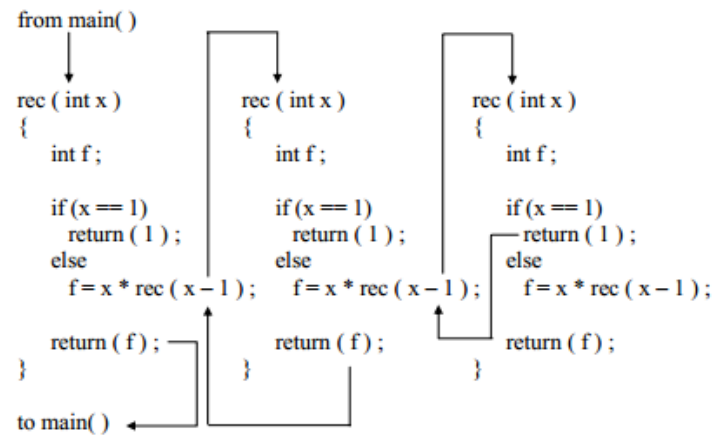 from main( )
rec ( int x )
{
int f ;
if (x == 1)
return ( 1 ) ;
else
f = x * rec ( x – 1 ) ;
return ( f ) ;
}
to main( )
rec ( int x )
{
int f ;
if (x == 1)
return ( 1 ) ;
else
f = x * rec ( x – 1 ) ;
return ( f ) ;
}
rec ( int x )
{
int f ;
if (x == 1)
return ( 1 ) ;
else
f = x * rec ( x – 1 ) ;
return ( f ) ;
}